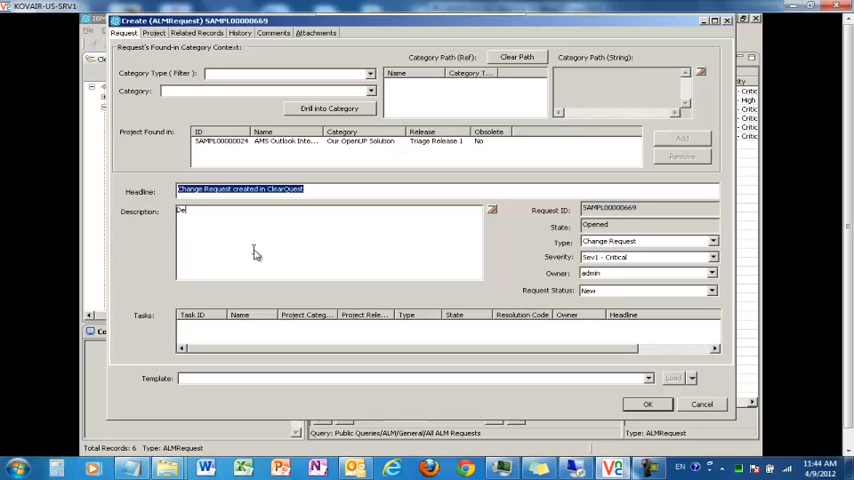 KOVAIR-US-SRV1
IBM
Create (ALMRequest) SAMPL00000669
File
Request Project Related Records History Comments Attachments
Request's Found-in Category Context:
Category Type ( Filter ):
Category Path (Ref):
Clear Path
Category Path (String):
Name Category T...
Category:
Drill into Category
Project Found in:
ID Name Category Release Obsolete
SAMPL00000024 AMS Outlook Inte... Our OpenUP Solution Triage Release 1 No
Add
Remove
Headline: Change Request created in ClearQuest
Description: De
Request ID: SAMPL00000669
State: Opened
Type: Change Request
Severity: Sev1 - Critical
Owner: admin
Request Status: New
Tasks:
Task ID Name Project Categ... Project Rele... Type State Resolution Code Owner Headline
Template:
Load
OK Cancel
Query: Public Queries/ALM/General/All ALM Requests
Type: ALMRequest
Total Records: 6 Type: ALMRequest
EN
11:44 AM
4/9/2012